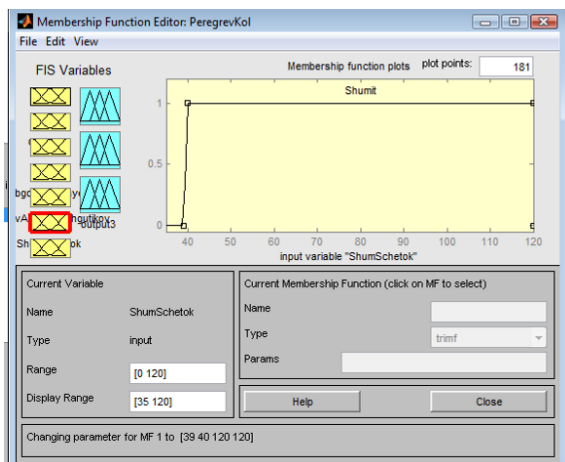 Membership Function Editor: PeregrevKol
File Edit View
FIS Variables
Membership function plots
plot points:
181
Shumit
1
0.5
0
40 50 60 70 80 90 100 110 120
input variable "ShumSchetok"
output3
Current Variable
Name ShumSchetok
Type input
Range [0 120]
Display Range [35 120]
Current Membership Function (click on MF to select)
Name
Type trimf
Params
Help
Close
Changing parameter for MF 1 to [39 40 120 120]